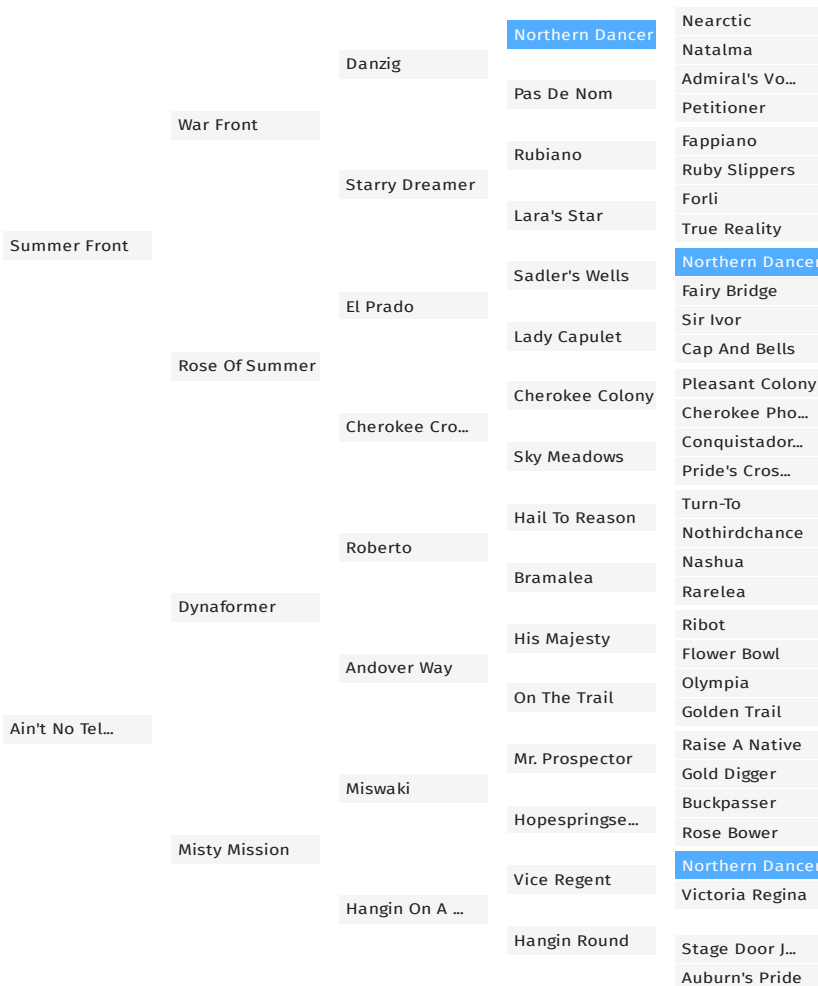 Northern Dancer
Nearctic
Natalma
Danzig
Admiral's Vo...
Pas De Nom
Petitioner
War Front
Fappiano
Rubiano
Ruby Slippers
Starry Dreamer
Forli
Lara's Star
True Reality
Summer Front
Northern Dancer
Sadler's Wells
Fairy Bridge
El Prado
Sir Ivor
Lady Capulet
Cap And Bells
Rose Of Summer
Pleasant Colony
Cherokee Colony
Cherokee Pho...
Cherokee Cro...
Conquistador...
Sky Meadows
Pride's Cros...
Turn-To
Hail To Reason
Nothirdchance
Roberto
Nashua
Bramalea
Rarelea
Dynaformer
Ribot
His Majesty
Flower Bowl
Andover Way
Olympia
On The Trail
Golden Trail
Ain't No Tel...
Raise A Native
Mr. Prospector
Gold Digger
Miswaki
Buckpasser
Hopespringse...
Rose Bower
Misty Mission
Northern Dancer
Vice Regent
Victoria Regina
Hangin On A ...
Hangin Round
Stage Door J...
Auburn's Pride